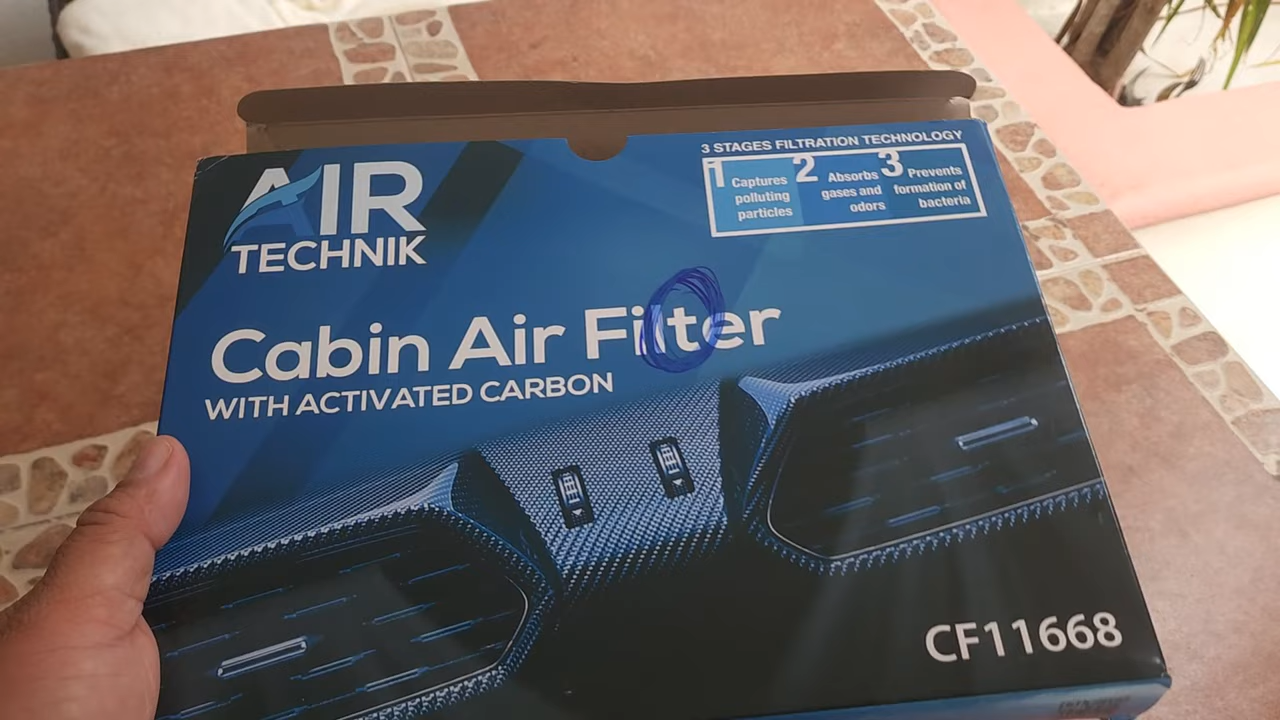 AIR
TECHNIK
3 STAGES FILTRATION TECHNOLOGY
1 Captures
polluting
particles
2 Absorbs
gases and
odors
3 Prevents
formation of
bacteria
Cabin Air Filter
WITH ACTIVATED CARBON
CF11668